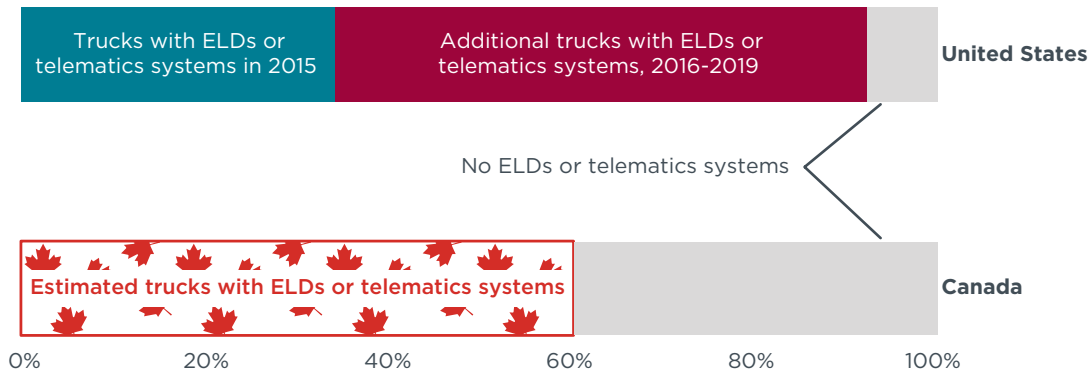 Trucks with ELDs or
telematics systems in 2015
Additional trucks with ELDs or
telematics systems, 2016-2019
United States
No ELDs or telematics systems
Estimated trucks with ELDs or telematics systems
Canada
0%
20%
40%
60%
80%
100%